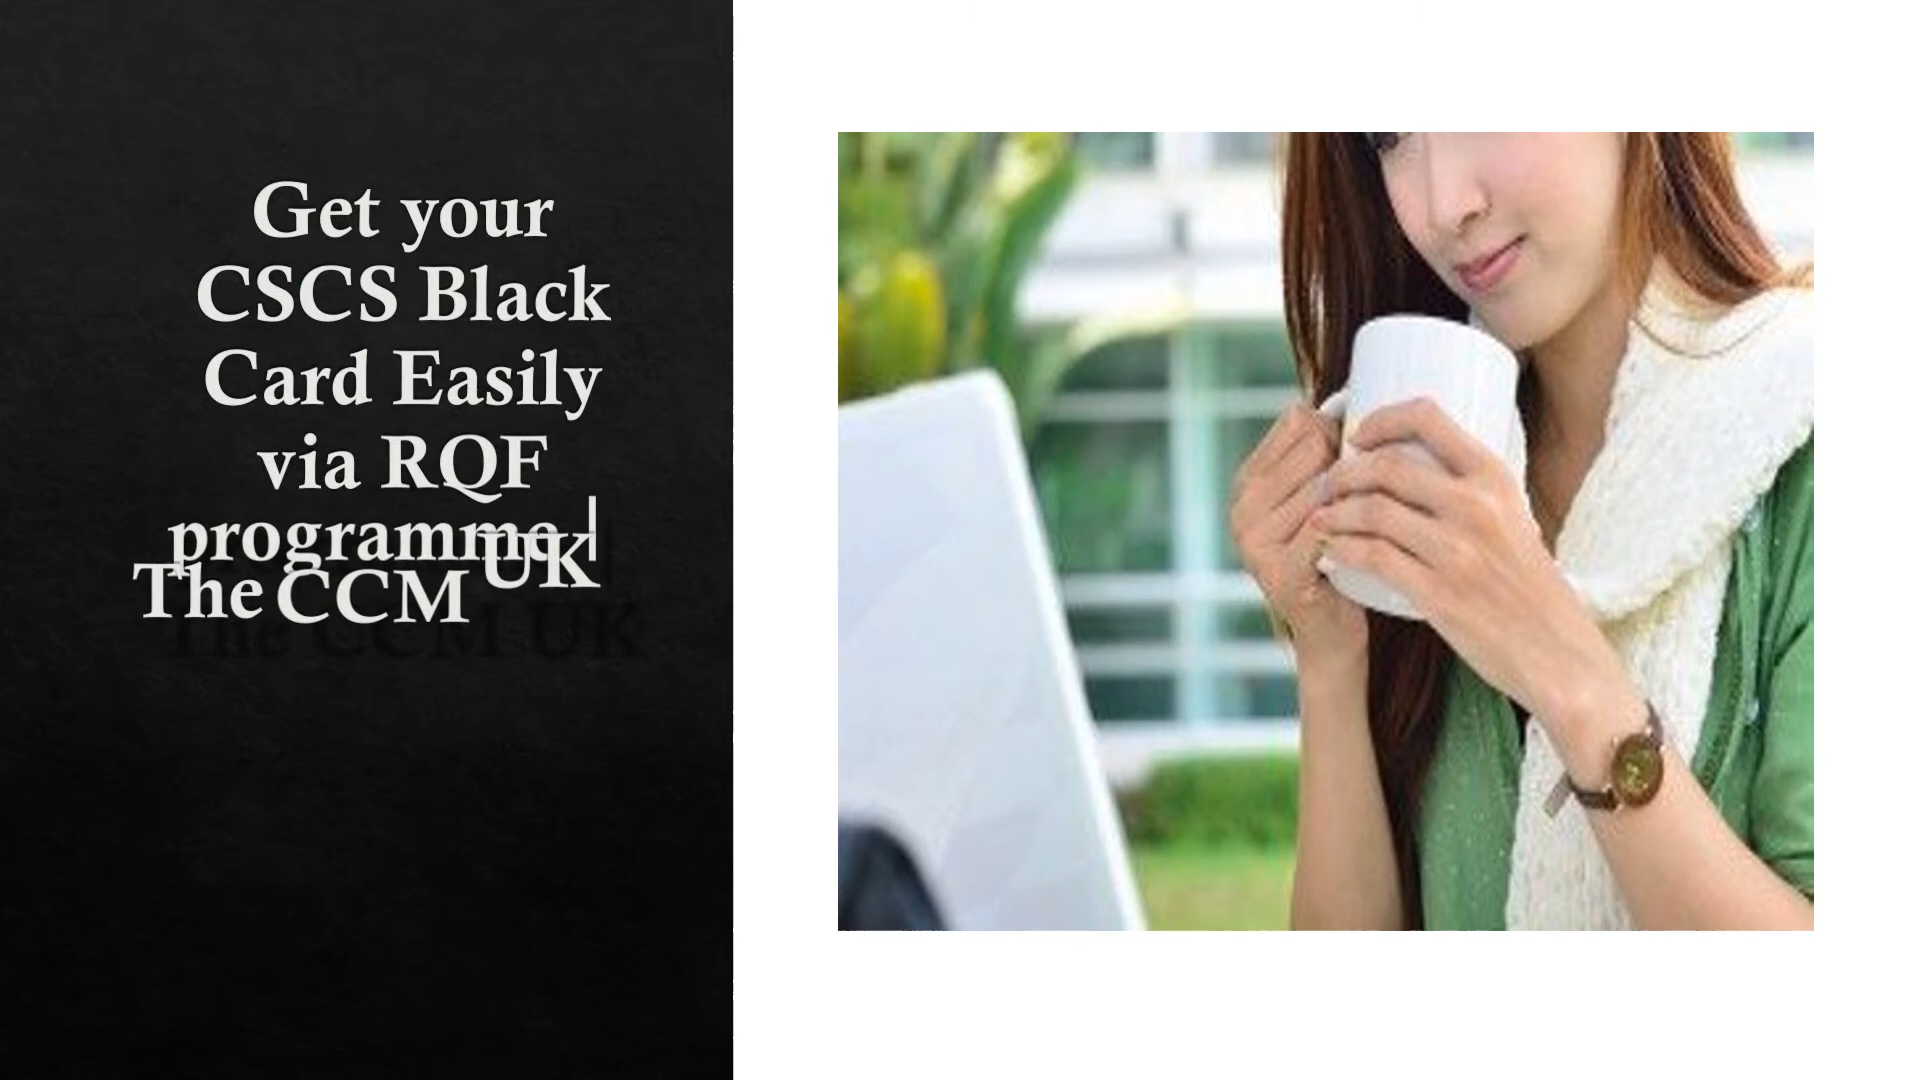 Get your
CSCS Black
Card Easily
via RQF
programme |
The CCM UK